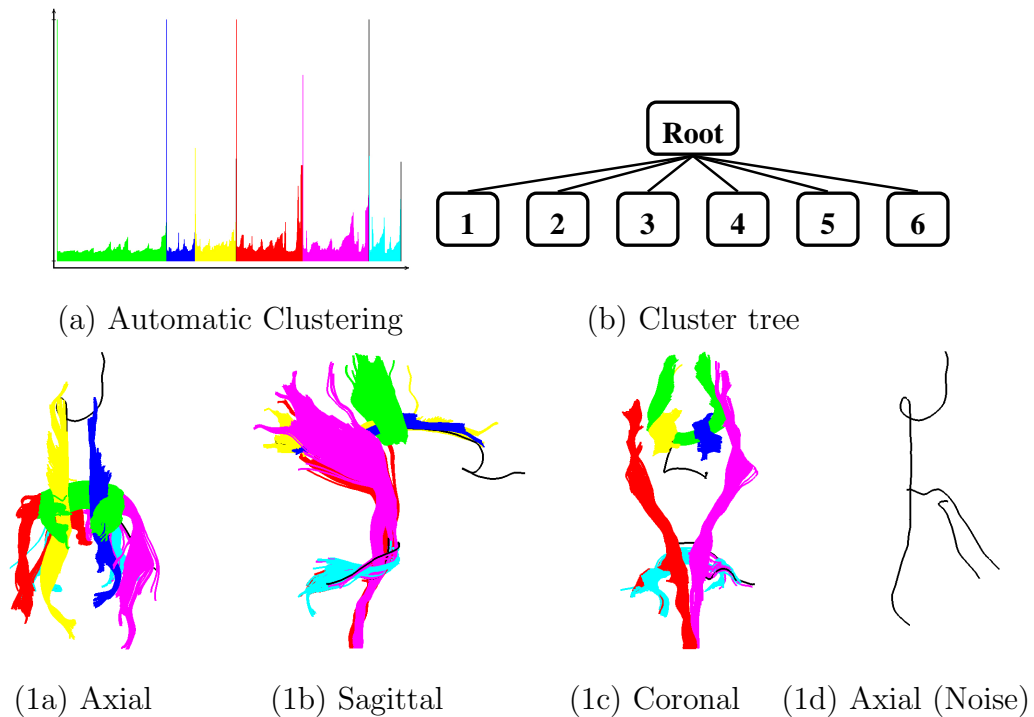 Root
1 2 3 4 5 6
(a) Automatic Clustering (b) Cluster tree
(1a) Axial (1b) Sagittal (1c) Coronal (1d) Axial (Noise)